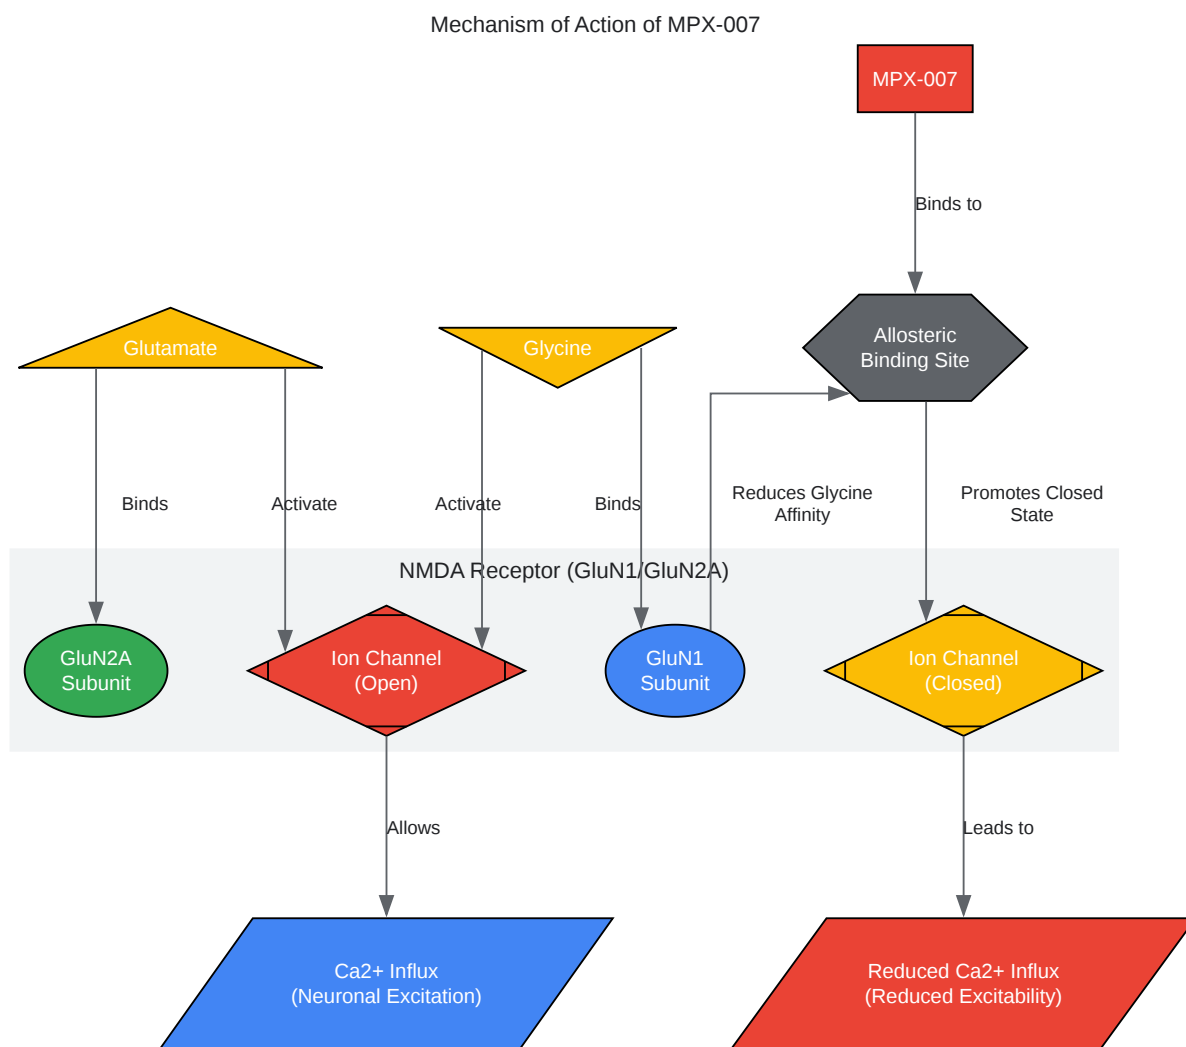 Mechanism of Action of MPX-007
MPX-007
Binds to
Glutamate
Glycine
Allosteric
Binding Site
Binds
Activate
Activate
Binds
Reduces Glycine
Affinity
Promotes Closed
State
NMDA Receptor (GluN1/GluN2A)
GluN2A
Subunit
Ion Channel
(Open)
GluN1
Subunit
Ion Channel
(Closed)
Allows
Leads to
Ca2+ Influx
(Neuronal Excitation)
Reduced Ca2+ Influx
(Reduced Excitability)